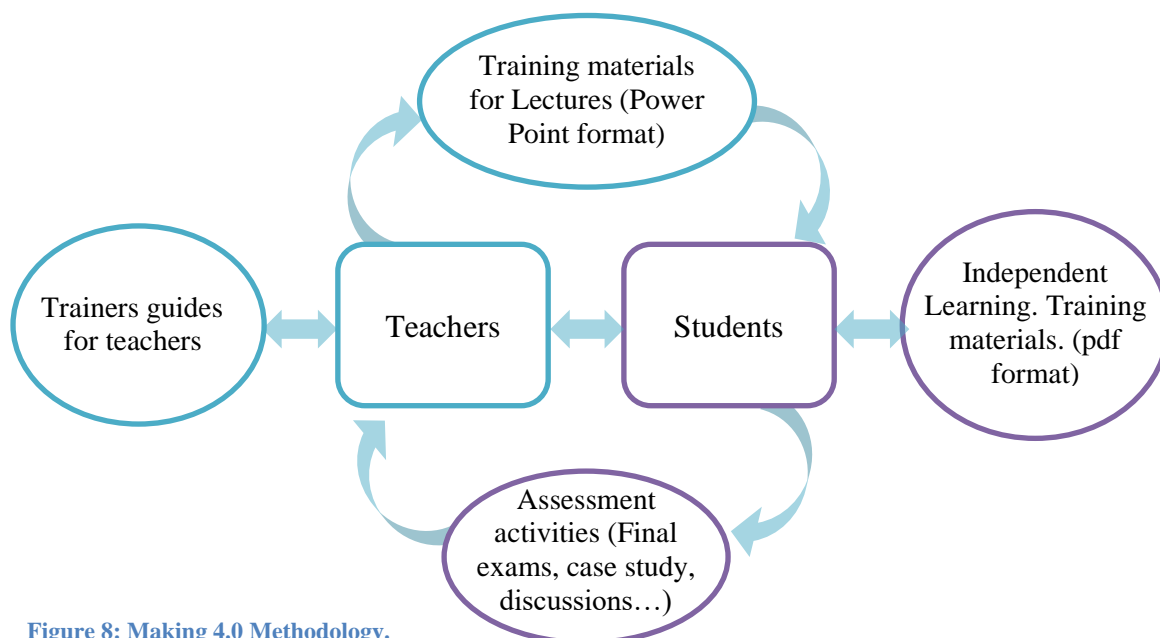 Training materials
for Lectures (Power
Point format)
Trainers guides
for teachers
Teachers
Students
Independent
Learning. Training
materials. (pdf
format)
Assessment
activities (Final
exams, case study,
discussions…)
Figure 8: Making 4.0 Methodology.